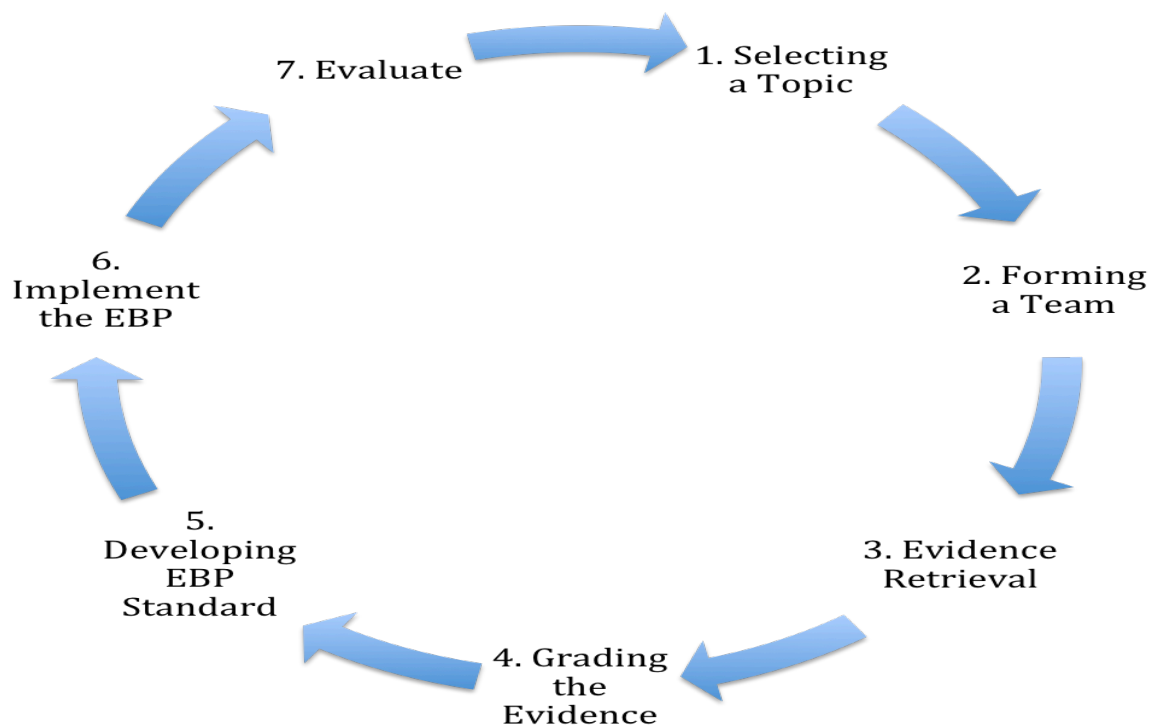 1. Selecting
a Topic
2. Forming
a Team
3. Evidence
Retrieval
4. Grading
the
Evidence
5.
Developing
EBP
Standard
6.
Implement
the EBP
7. Evaluate